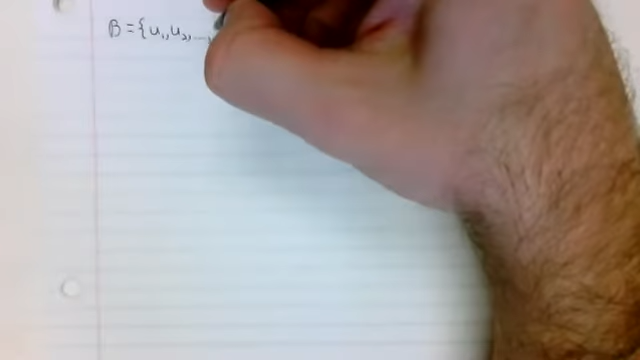 B = {u₁, u₂, ...,